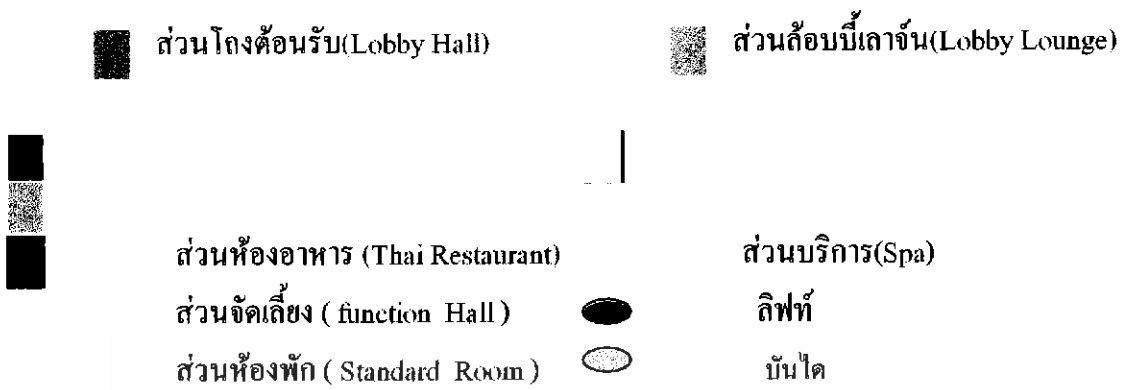 ส่วนโถงต้อนรับ(Lobby Hall) ส่วนล้อบบี้เลาจ์น(Lobby Lounge)
ส่วนห้องอาหาร (Thai Restaurant) ส่วนบริการ(Spa)
ส่วนจัดเลี้ยง ( function Hall ) ลิฟท์
ส่วนห้องพัก ( Standard Room ) บันได